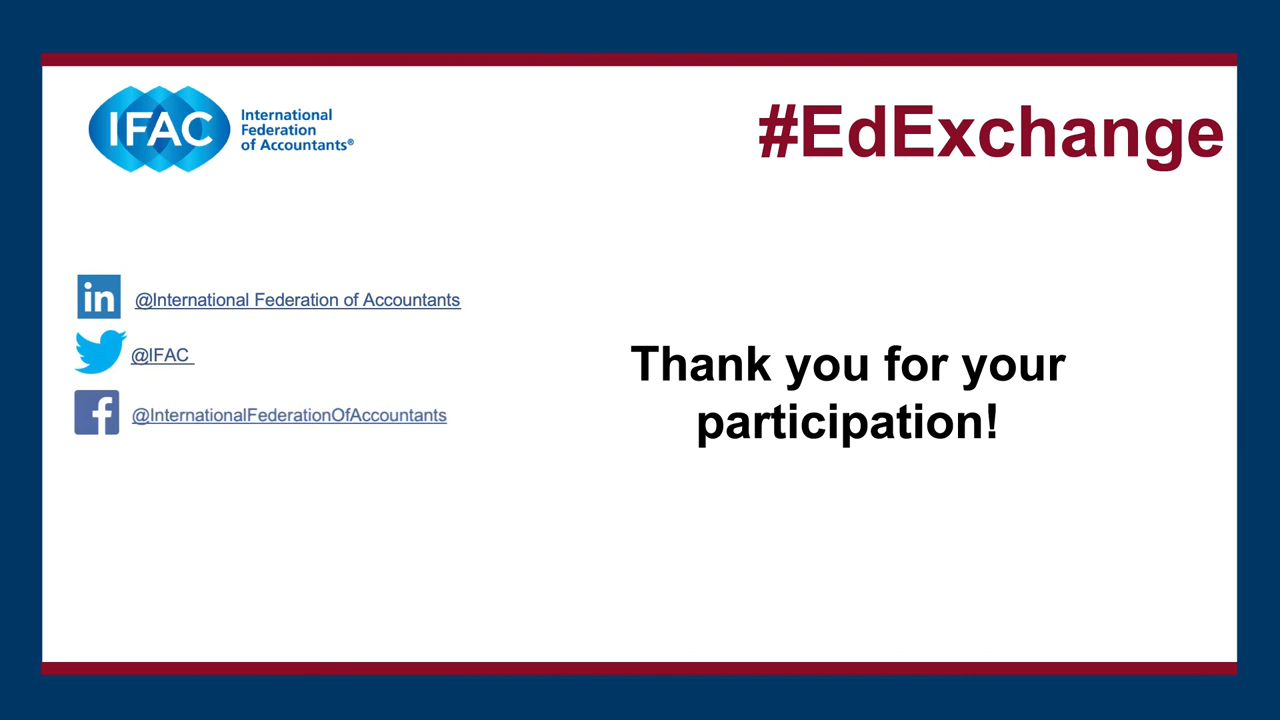 IFAC
International
Federation
of Accountants®
#EdExchange
in
@International Federation of Accountants
@IFAC
f
@InternationalFederationOfAccountants
Thank you for your
participation!